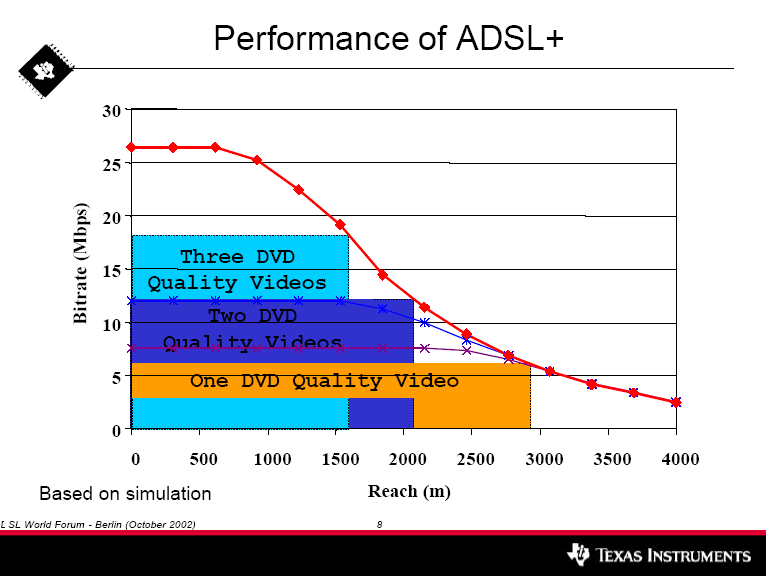 Performance of ADSL+
30
25
20
15
10
5
0
Bitrate (Mbps)
Three DVD
Quality Videos
Two DVD
Quality Videos
One DVD Quality Video
0 500 1000 1500 2000 2500 3000 3500 4000
Reach (m)
Based on simulation
L SL World Forum - Berlin (October 2002)
8
TEXAS INSTRUMENTS